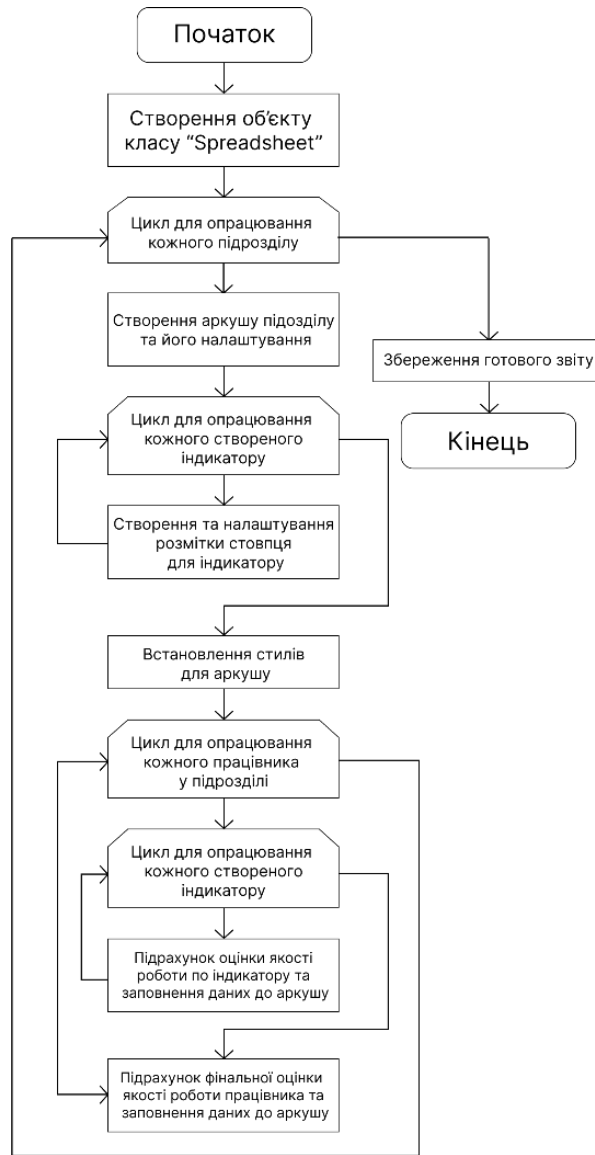 Початок
Створення об'єкту
класу “Spreadsheet”
Цикл для опрацювання
кожного підрозділу
Створення аркушу підозділу
та його налаштування
Збереження готового звіту
Цикл для опрацювання
кожного створеного
індикатору
Кінець
Створення та налаштування
розмітки стовпця
для індикатору
Встановлення стилів
для аркушу
Цикл для опрацювання
кожного працівника
у підрозділі
Цикл для опрацювання
кожного створеного
індикатору
Підрахунок оцінки якості
роботи по індикатору та
заповнення даних до аркушу
Підрахунок фінальної оцінки
якості роботи працівника та
заповнення даних до аркушу